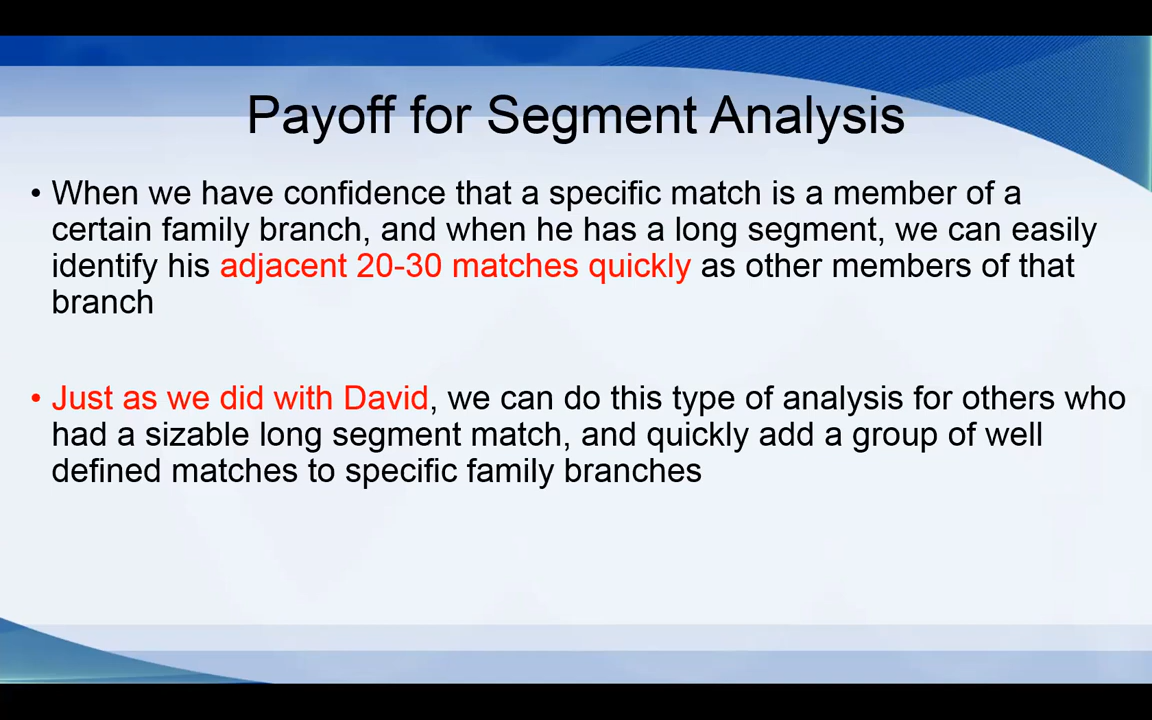 Payoff for Segment Analysis
• When we have confidence that a specific match is a member of a
certain family branch, and when he has a long segment, we can easily
identify his adjacent 20-30 matches quickly as other members of that
branch
• Just as we did with David, we can do this type of analysis for others who
had a sizable long segment match, and quickly add a group of well
defined matches to specific family branches